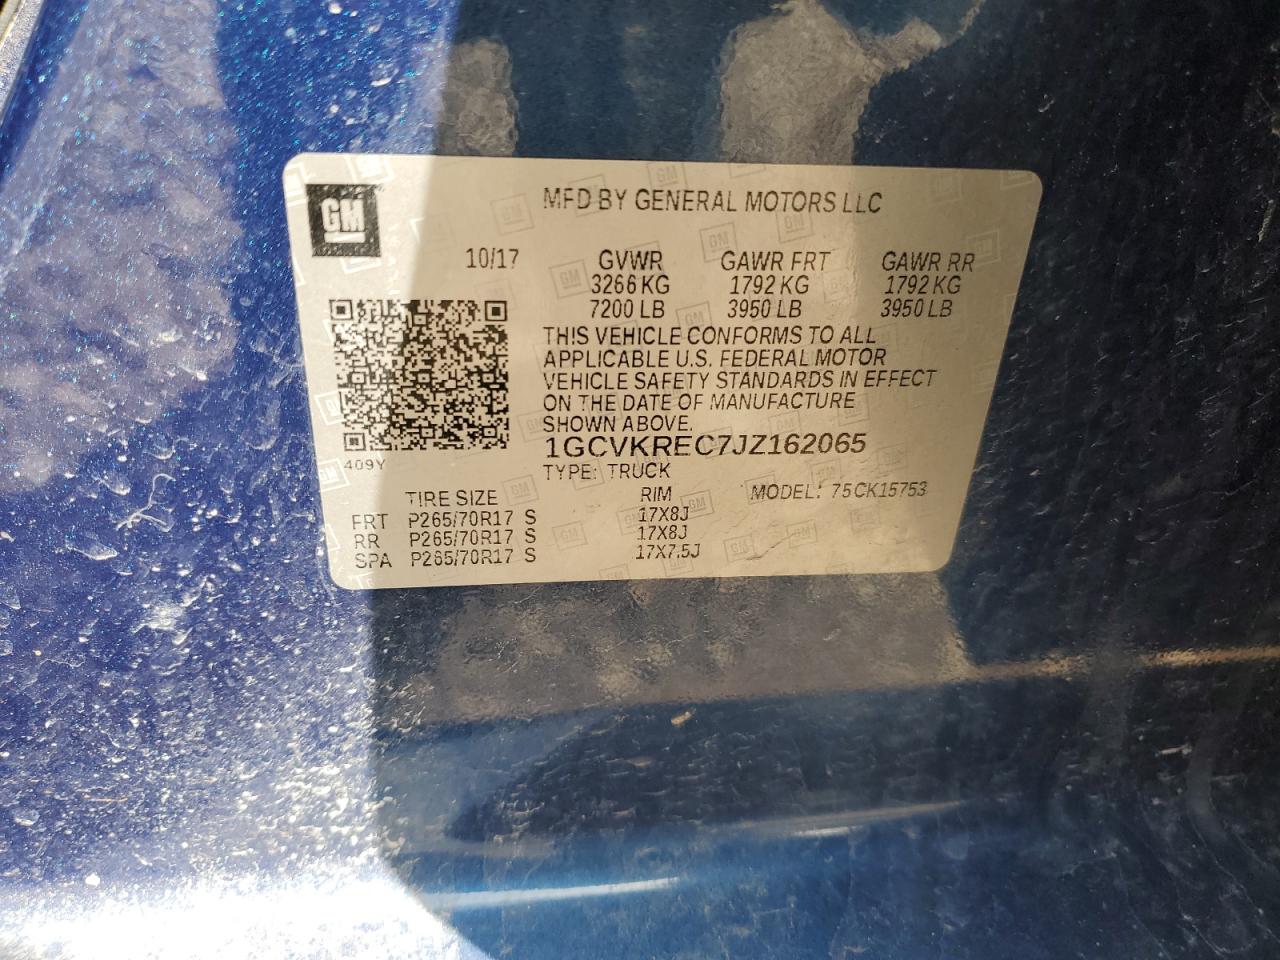 GM
MFD BY GENERAL MOTORS LLC
10/17 GVWR GAWR FRT GAWR RR
3266 KG 1792 KG 1792 KG
7200 LB 3950 LB 3950 LB
THIS VEHICLE CONFORMS TO ALL
APPLICABLE U.S. FEDERAL MOTOR
VEHICLE SAFETY STANDARDS IN EFFECT
ON THE DATE OF MANUFACTURE
SHOWN ABOVE.
1GCVKREC7JZ162065
409Y TYPE: TRUCK
TIRE SIZE RIM MODEL: 75CK15753
FRT P265/70R17 S 17X8J
RR P265/70R17 S 17X8J
SPA P265/70R17 S 17X7.5J